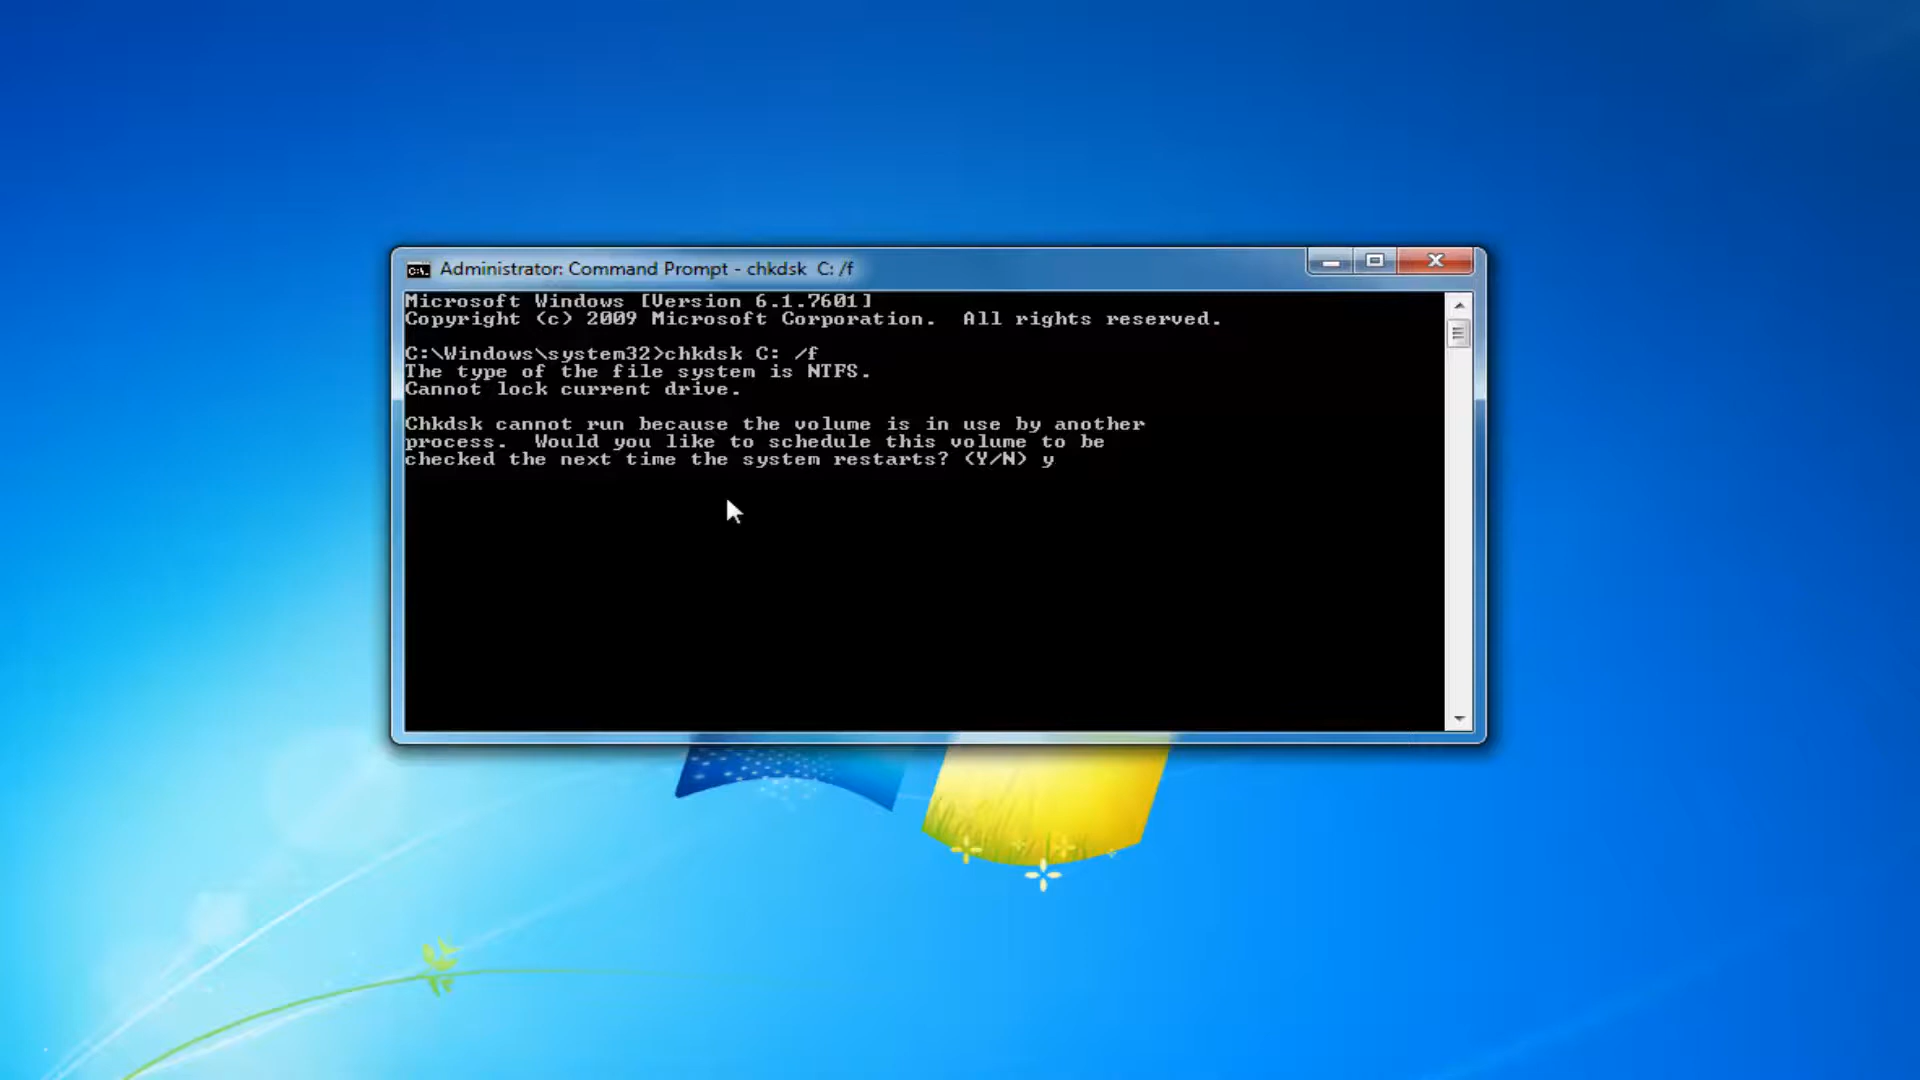 Administrator: Command Prompt - chkdsk  C: /f
Microsoft Windows [Version 6.1.7601]
Copyright (c) 2009 Microsoft Corporation.  All rights reserved.
C:\Windows\system32>chkdsk C: /f
The type of the file system is NTFS.
Cannot lock current drive.
Chkdsk cannot run because the volume is in use by another
process.  Would you like to schedule this volume to be
checked the next time the system restarts? (Y/N) y